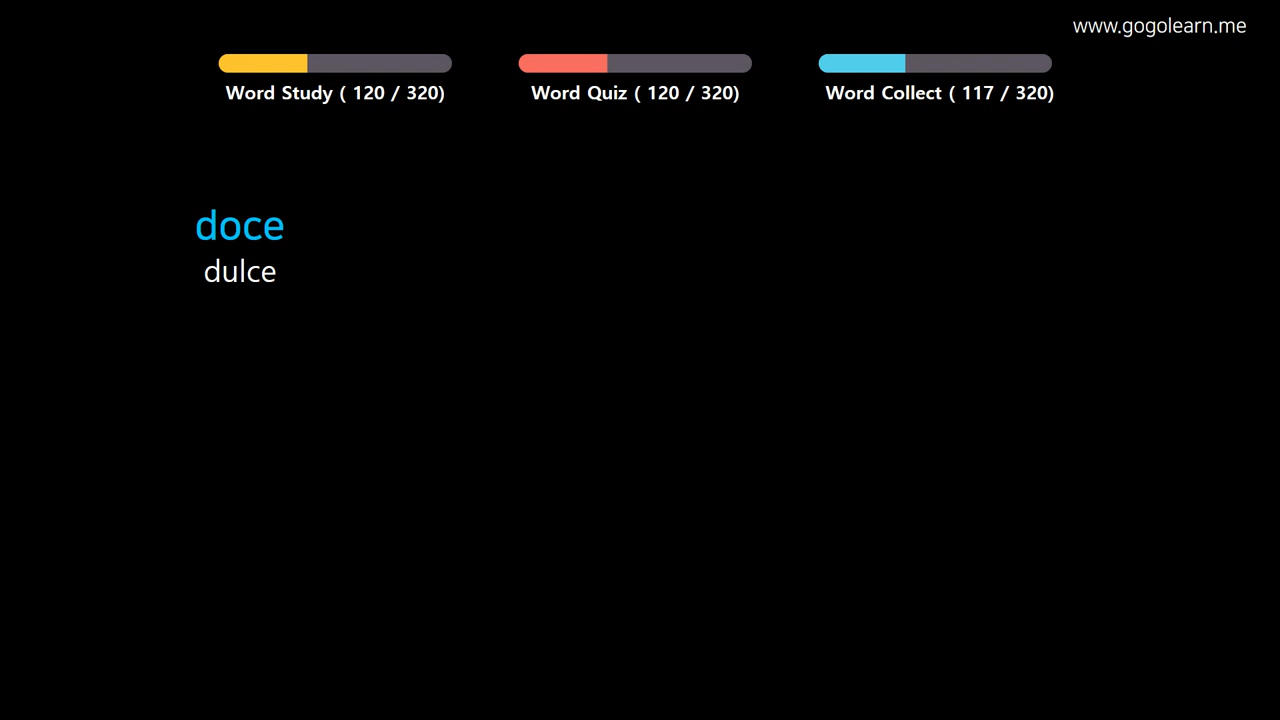 www.gogolearn.me
Word Study ( 120 / 320)
Word Quiz ( 120 / 320)
Word Collect ( 117 / 320)
doce
dulce